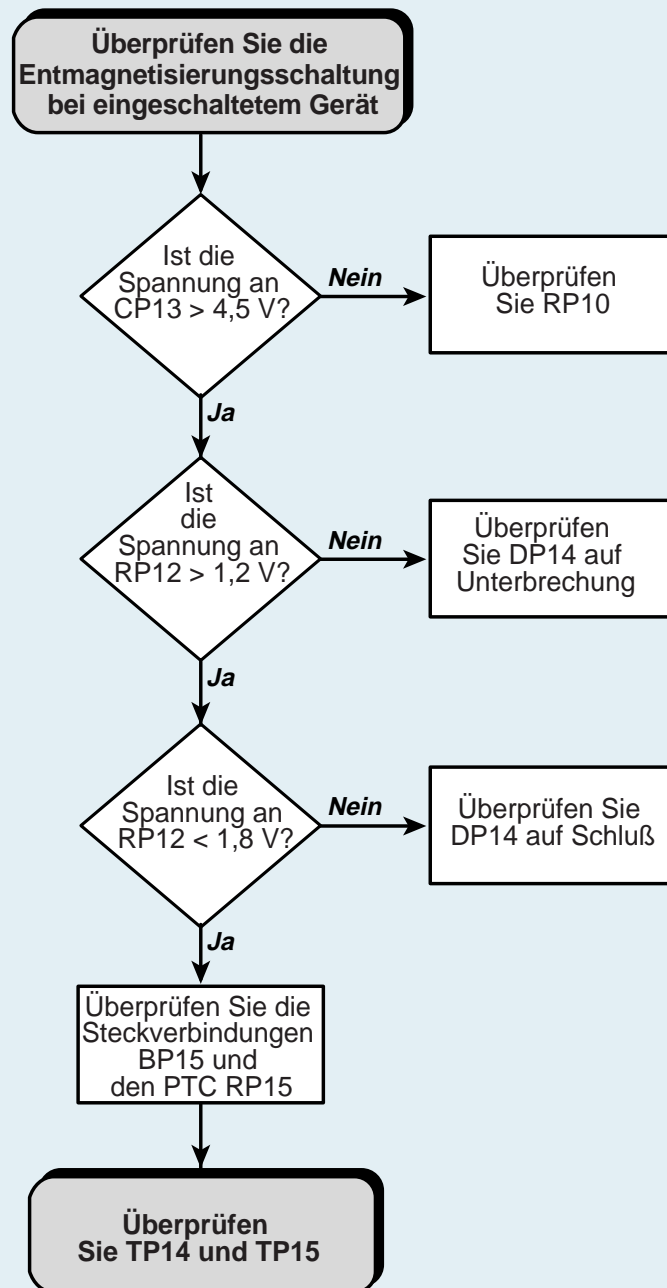 Überprüfen Sie die
Entmagnetisierungsschaltung
bei eingeschaltetem Gerät
Ist die
Spannung an
CP13 > 4,5 V?
Nein
Überprüfen
Sie RP10
Ja
Ist
die
Spannung an
RP12 > 1,2 V?
Nein
Überprüfen
Sie DP14 auf
Unterbrechung
Ja
Ist die
Spannung an
RP12 < 1,8 V?
Nein
Überprüfen Sie
DP14 auf Schluß
Ja
Überprüfen Sie die
Steckverbindungen
BP15 und
den PTC RP15
Überprüfen
Sie TP14 und TP15